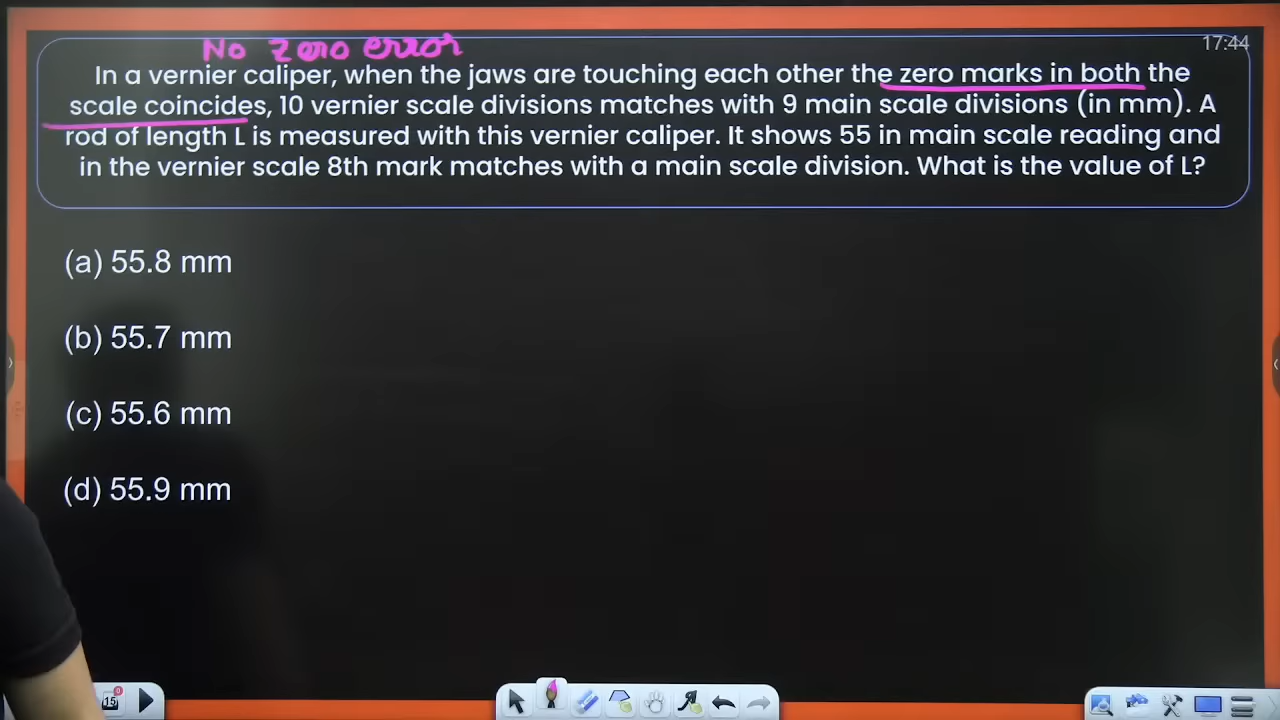 No zero error
17:44
In a vernier caliper, when the jaws are touching each other the zero marks in both the
scale coincides, 10 vernier scale divisions matches with 9 main scale divisions (in mm). A
rod of length L is measured with this vernier caliper. It shows 55 in main scale reading and
in the vernier scale 8th mark matches with a main scale division. What is the value of L?
(a) 55.8 mm
(b) 55.7 mm
(c) 55.6 mm
(d) 55.9 mm
15
0